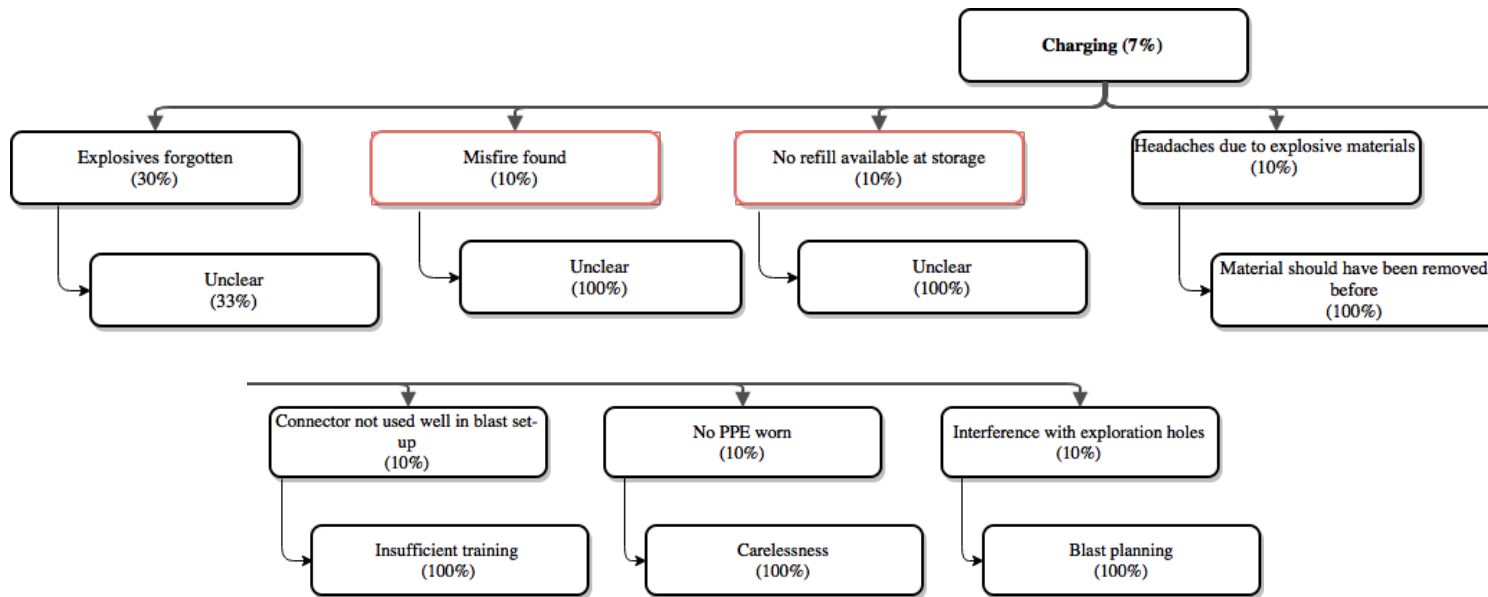 Charging (7%)
Explosives forgotten
(30%)
Misfire found
(10%)
No refill available at storage
(10%)
Headaches due to explosive materials
(10%)
Unclear
(33%)
Unclear
(100%)
Unclear
(100%)
Material should have been removed
before
(100%)
Connector not used well in blast set-
up
(10%)
No PPE worn
(10%)
Interference with exploration holes
(10%)
Insufficient training
(100%)
Carelessness
(100%)
Blast planning
(100%)